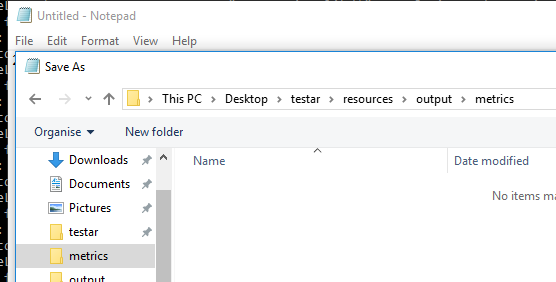 Untitled - Notepad
File Edit Format View Help
Save As
This PC > Desktop > testar > resources > output > metrics
Organise New folder
Name Date modified
Downloads
No items
Documents
Pictures
testar
metrics
output